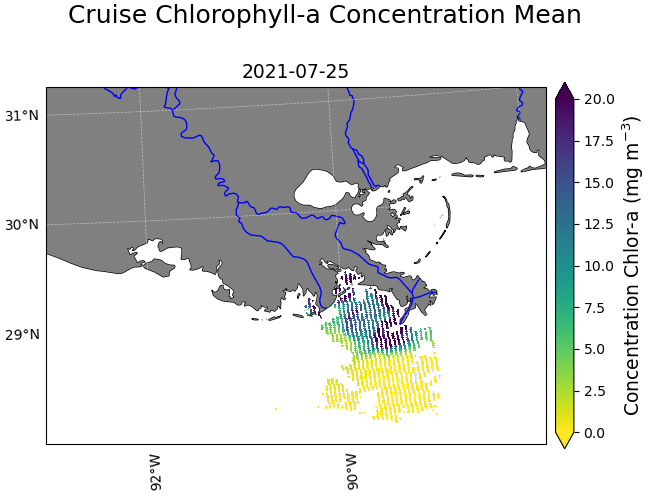 Cruise Chlorophyll-a Concentration Mean
2021-07-25
31°N
30°N
29°N
92°W
90°W
20.0
17.5
15.0
12.5
10.0
7.5
5.0
2.5
0.0
Concentration Chlor-a (mg m⁻³)